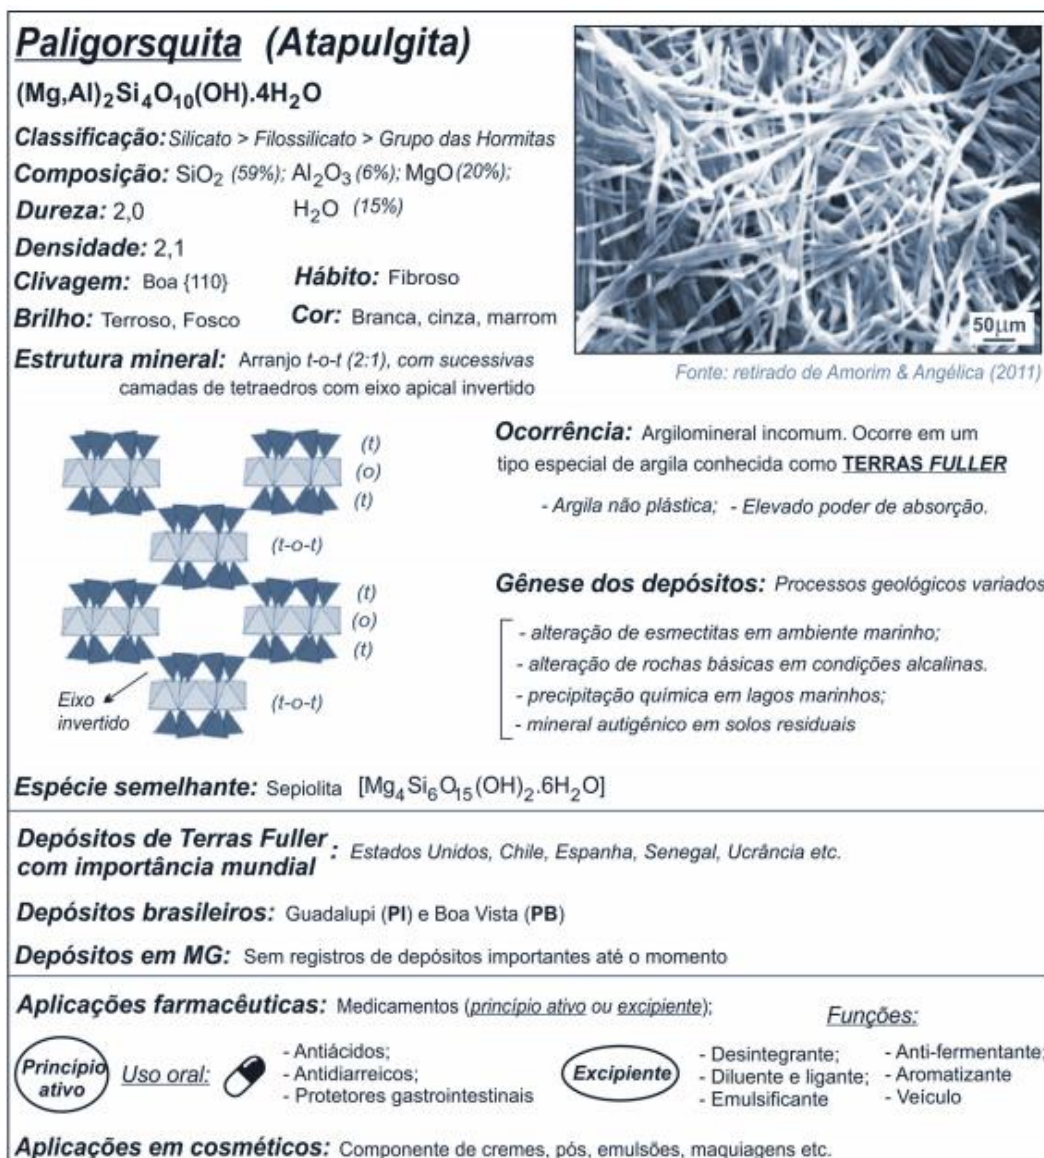 Paligorsquita (Atapulgita)
(Mg,Al)₂Si₄O₁₀(OH).4H₂O
Classificação: Silicato > Filossilicato > Grupo das Hormitas
Composição: SiO₂ (59%); Al₂O₃ (6%); MgO (20%);
H₂O (15%)
Dureza: 2,0
Densidade: 2,1
Clivagem: Boa {110}
Hábito: Fibroso
Brilho: Terroso, Fosco
Cor: Branca, cinza, marrom
Estrutura mineral: Arranjo t-o-t (2:1), com sucessivas
camadas de tetraedros com eixo apical invertido
50μm
Fonte: retirado de Amorim & Angélica (2011)
(t)
(o)
(t)
(t-o-t)
(t)
(o)
(t)
(t-o-t)
Eixo
invertido
Ocorrência: Argilomineral incomum. Ocorre em um
tipo especial de argila conhecida como TERRAS FULLER
- Argila não plástica; - Elevado poder de absorção.
Gênese dos depósitos: Processos geológicos variados
- alteração de esmectitas em ambiente marinho;
- alteração de rochas básicas em condições alcalinas.
- precipitação química em lagos marinhos;
- mineral autigênico em solos residuais
Espécie semelhante: Sepiolita [Mg₄Si₆O₁₅(OH)₂.6H₂O]
Depósitos de Terras Fuller
com importância mundial : Estados Unidos, Chile, Espanha, Senegal, Ucrância etc.
Depósitos brasileiros: Guadalupi (PI) e Boa Vista (PB)
Depósitos em MG: Sem registros de depósitos importantes até o momento
Aplicações farmacêuticas: Medicamentos (princípio ativo ou excipiente);
Princípio
ativo
Uso oral:
- Antiácidos;
- Antidiarreicos;
- Protetores gastrointestinais
Excipiente
Funções:
- Desintegrante;
- Diluente e ligante;
- Emulsificante
- Anti-fermentante;
- Aromatizante
- Veículo
Aplicações em cosméticos: Componente de cremes, pós, emulsões, maquiagens etc.